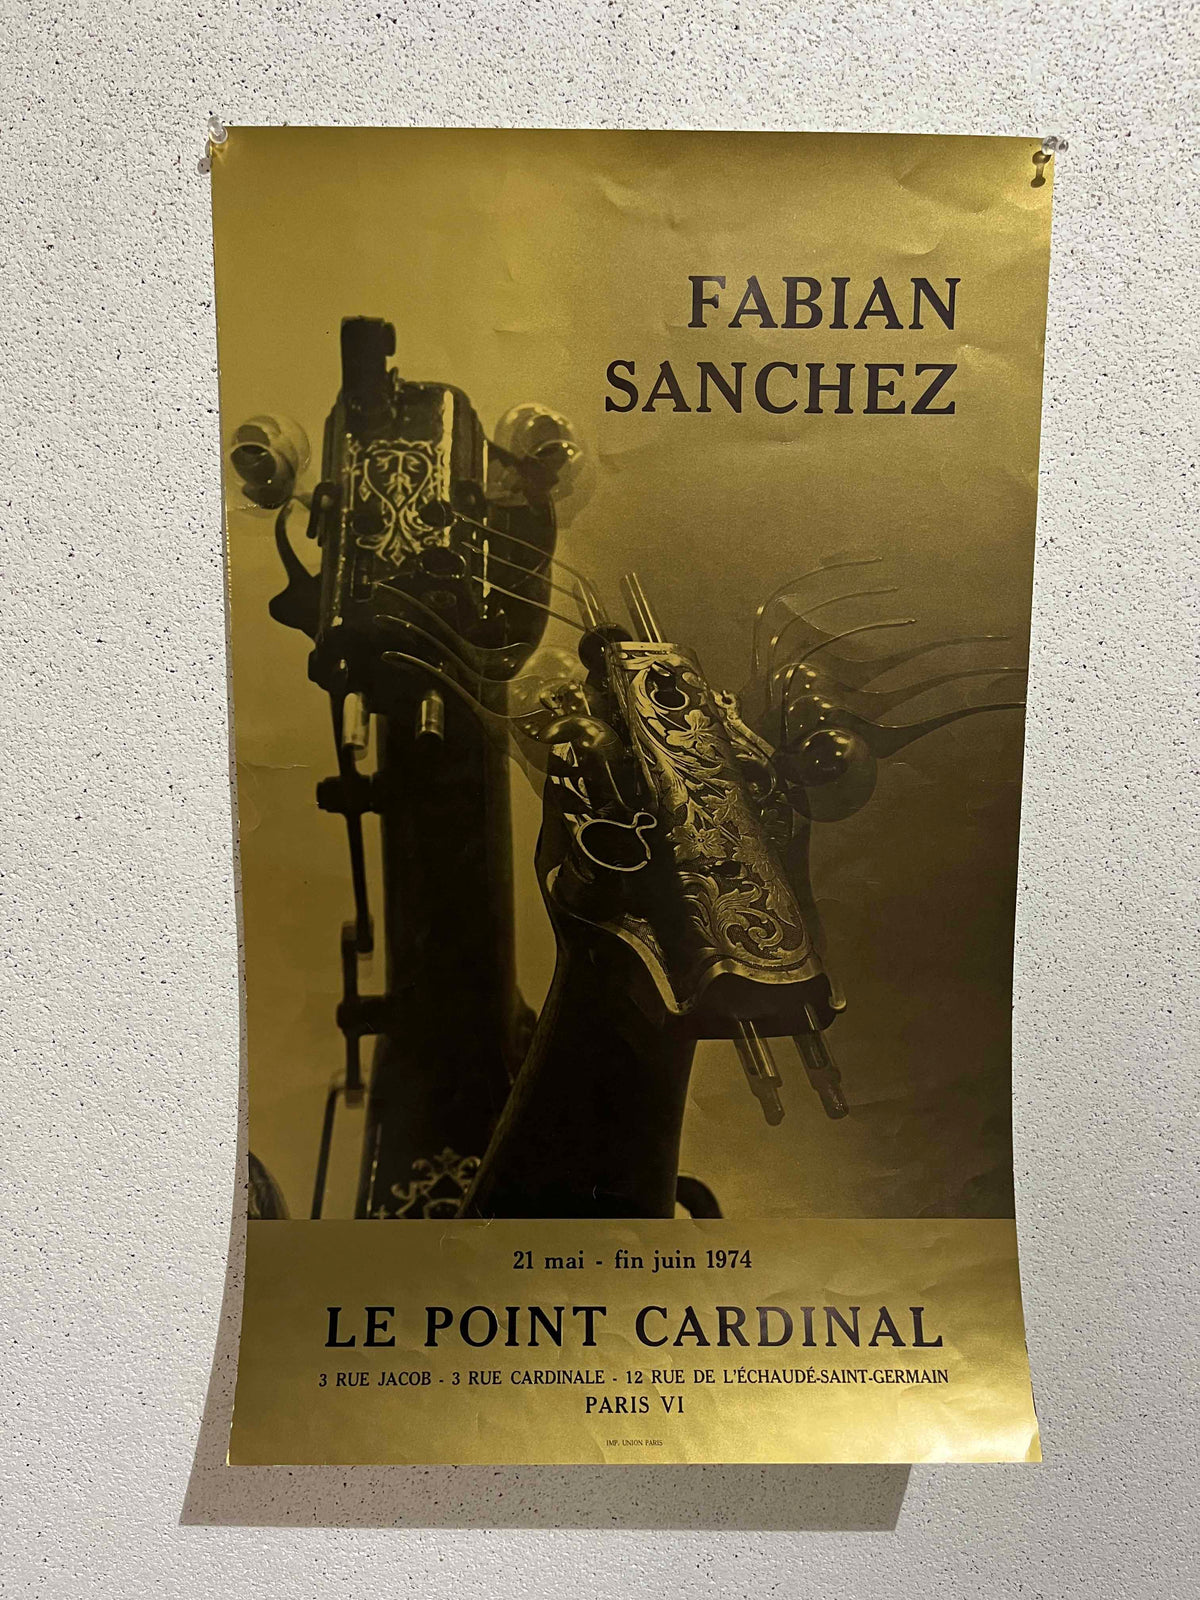 FABIAN
SANCHEZ
21 mai - fin juin 1974
LE POINT CARDINAL
3 RUE JACOB - 3 RUE CARDINALE - 12 RUE DE L'ÉCHAUDÉ-SAINT-GERMAIN
PARIS VI
IMP. UNION PARIS